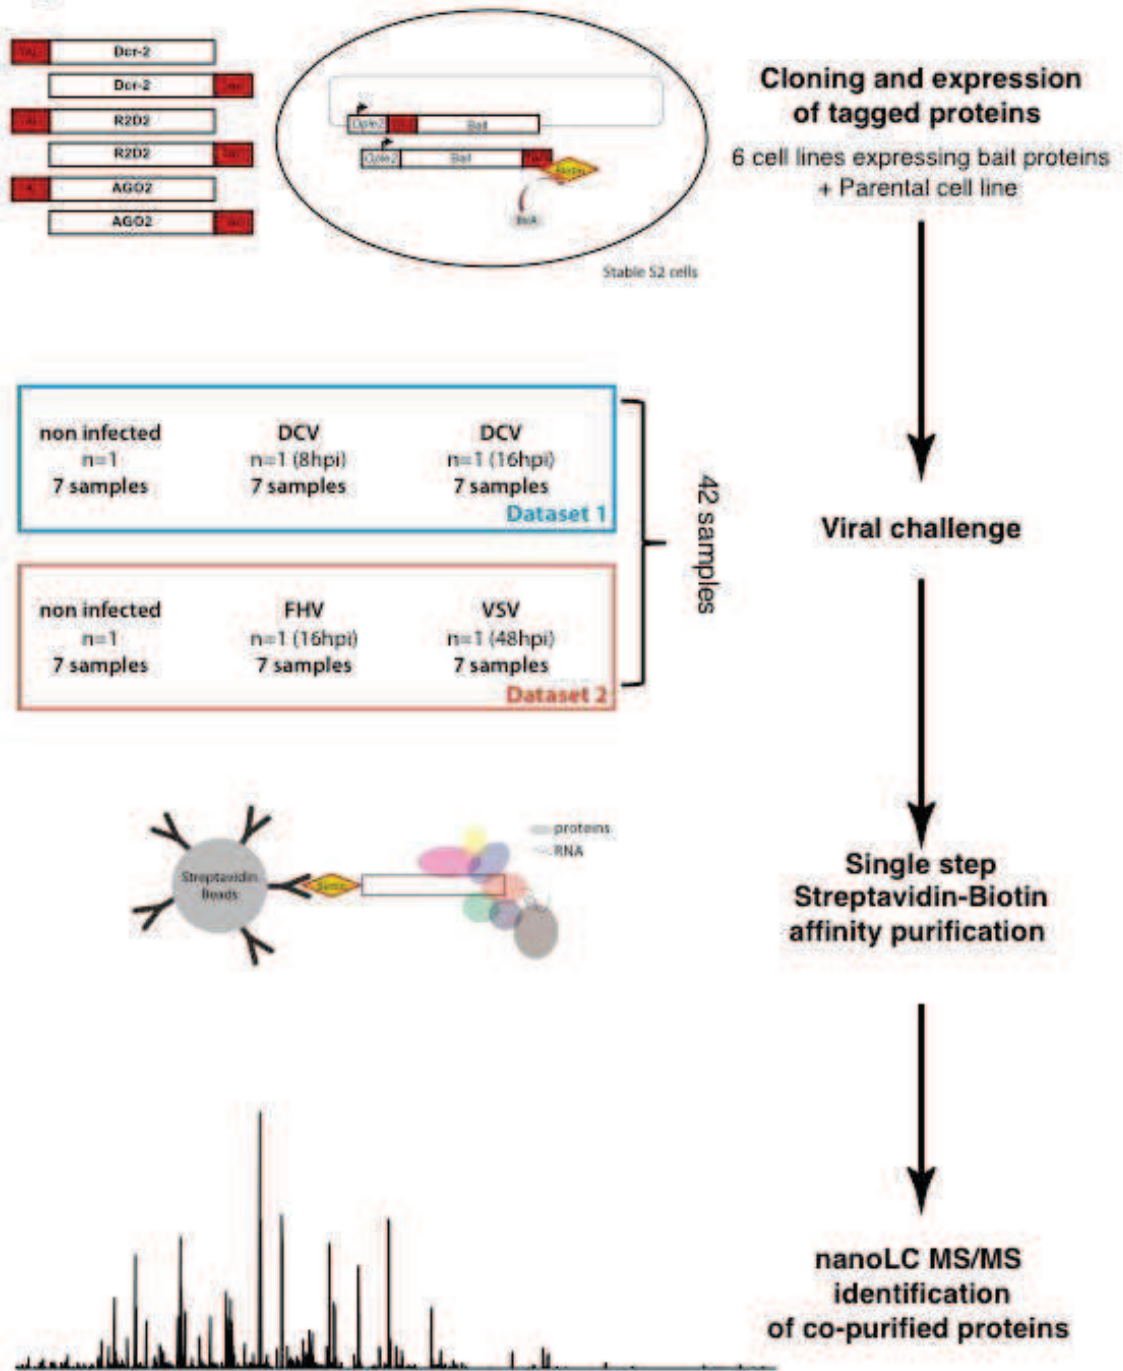 Dcr-2
Dcr-2
R2D2
R2D2
AGO2
AGO2
Bait
Bait
BirA
Stable S2 cells
Cloning and expression
of tagged proteins
6 cell lines expressing bait proteins
+ Parental cell line
non infected
n=1
7 samples
DCV
n=1 (8hpi)
7 samples
DCV
n=1 (16hpi)
7 samples
Dataset 1
non infected
n=1
7 samples
FHV
n=1 (16hpi)
7 samples
VSV
n=1 (48hpi)
7 samples
Dataset 2
42 samples
Viral challenge
Streptavidin
Beads
proteins
RNA
Single step
Streptavidin-Biotin
affinity purification
nanoLC MS/MS
identification
of co-purified proteins